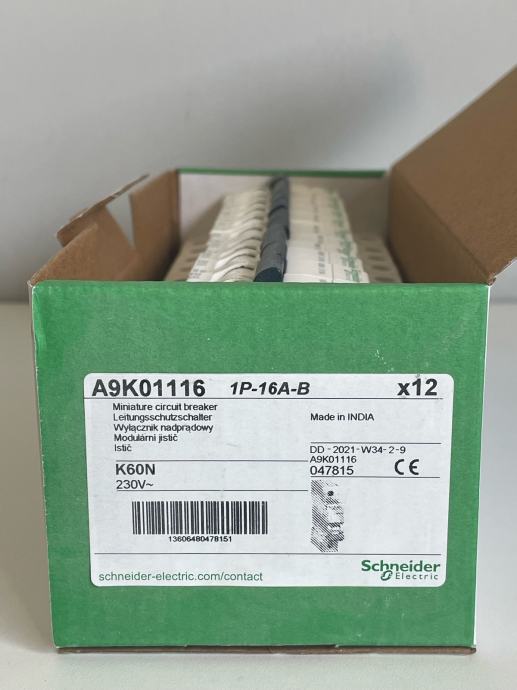 A9K01116 1P-16A-B x12
Miniature circuit breaker
Leitungsschutzschalter
Wyłącznik nadprądowy
Modulární jistič
Istič
Made in INDIA
DD - 2021-W34-2-9
A9K01116
K60N 047815 CE
230V~
13606480478151
schneider-electric.com/contact
Schneider
Electric